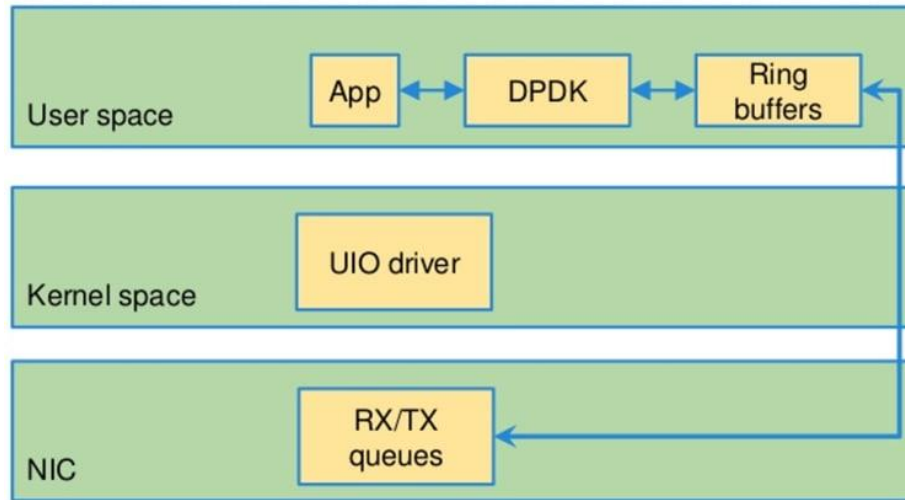 User space
App
DPDK
Ring
buffers
Kernel space
UIO driver
NIC
RX/TX
queues